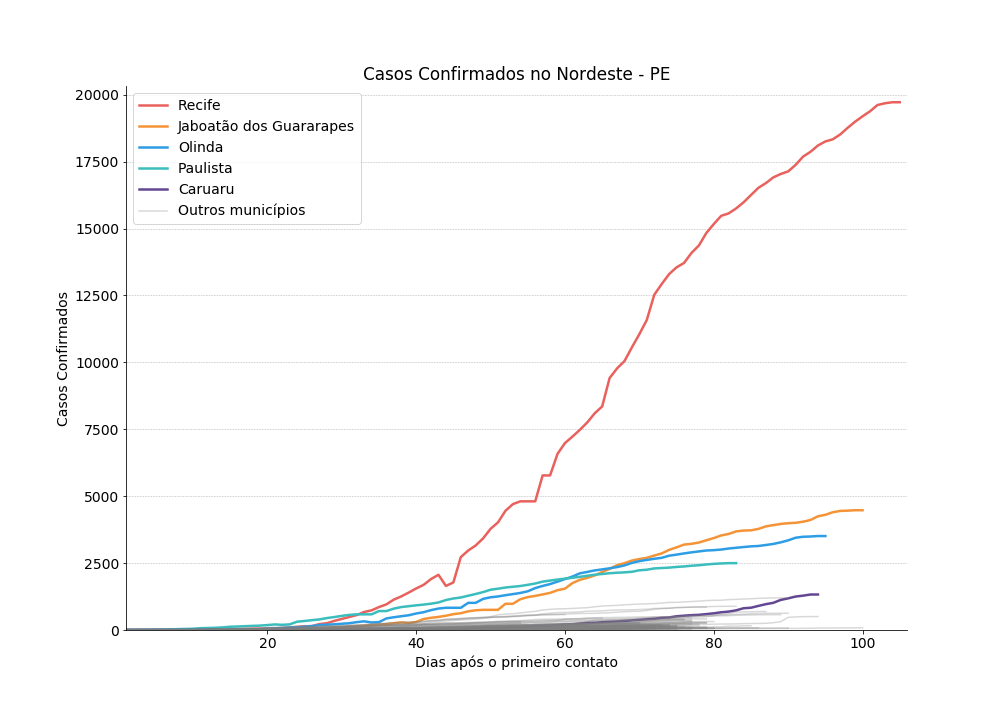 Casos Confirmados no Nordeste - PE
Recife
Jaboatão dos Guararapes
Olinda
Paulista
Caruaru
Outros municípios
20000
17500
15000
12500
10000
7500
5000
2500
0
Casos Confirmados
20
40
60
80
100
Dias após o primeiro contato